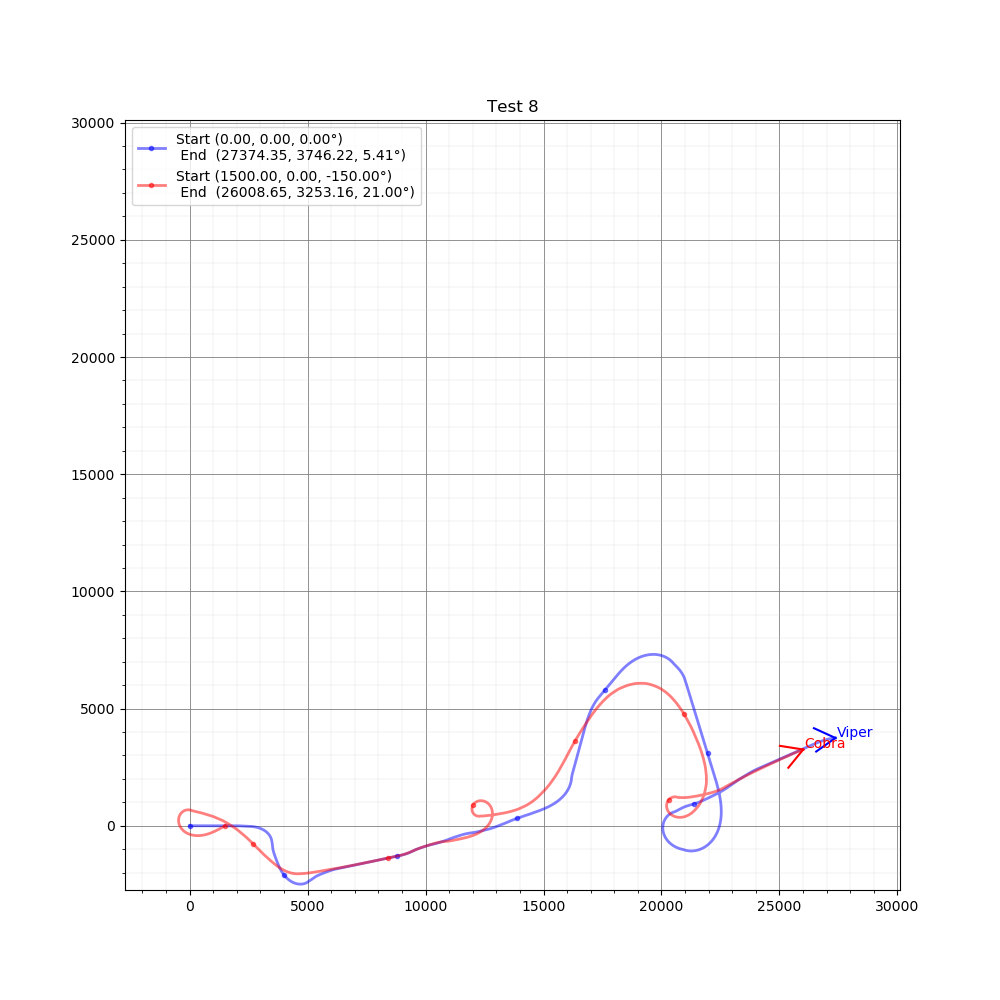 Test 8
Start (0.00, 0.00, 0.00°)
End (27374.35, 3746.22, 5.41°)
Start (1500.00, 0.00, -150.00°)
End (26008.65, 3253.16, 21.00°)
30000
25000
20000
15000
10000
5000
0
Viper
Cobra
0
5000
10000
15000
20000
25000
30000